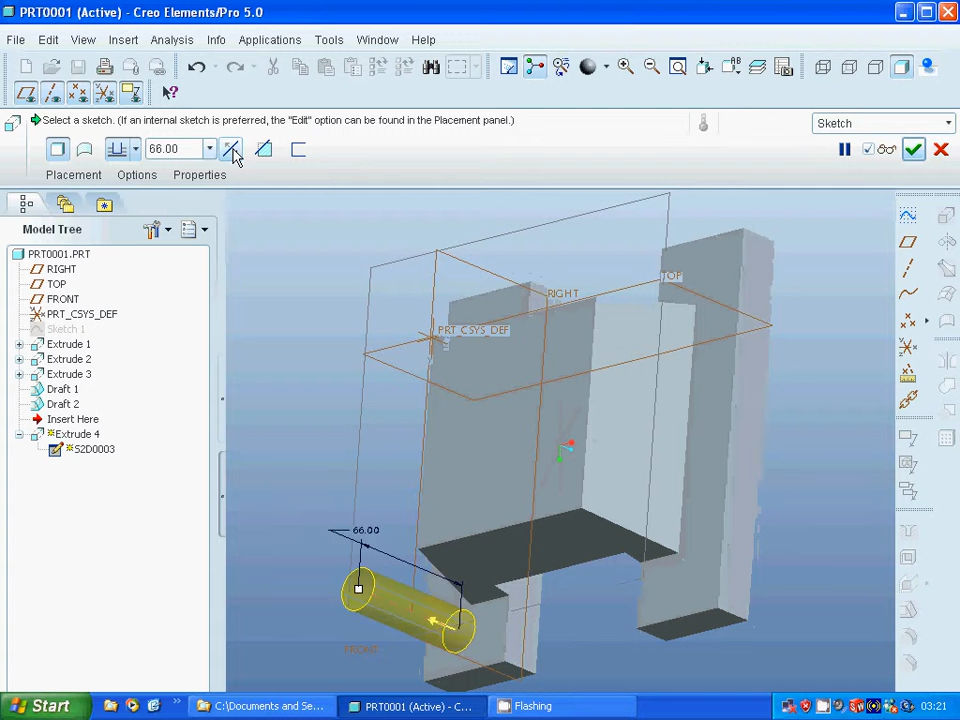 PRT0001 (Active) - Creo Elements/Pro 5.0
File Edit View Insert Analysis Info Applications Tools Window Help
Select a sketch. (If an internal sketch is preferred, the "Edit" option can be found in the Placement panel.)
Sketch
66.00
Placement Options Properties
Model Tree
PRT0001.PRT
RIGHT
TOP
FRONT
PRT_CSYS_DEF
Sketch 1
Extrude 1
Extrude 2
Extrude 3
Draft 1
Draft 2
Insert Here
*Extrude 4
*S2D0003
TOP
RIGHT
PRT_CSYS_DEF
66.00
FRONT
Start
C:\Documents and Se...
PRT0001 (Active) - C...
Flashing
03:21